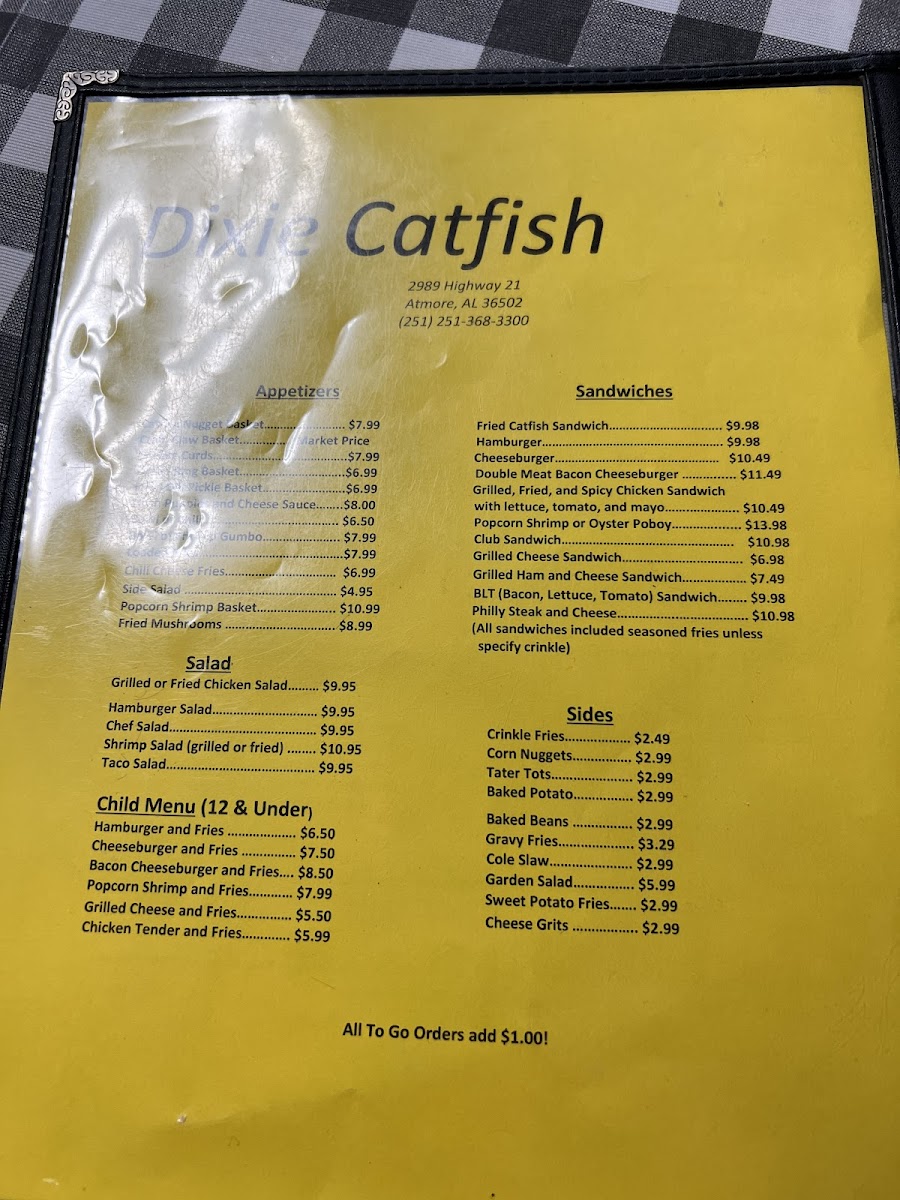 Dixie Catfish
2989 Highway 21
Atmore, AL 36502
(251) 251-368-3300
Appetizers
Nugget Basket..................... $7.99
Claw Basket............ Market Price
Curds...................................$7.99
Basket............................$6.99
Pickle Basket......................$6.99
and Cheese Sauce.......$8.00
.................................... $6.50
Gumbo.................... $7.99
....................................$7.99
Chili Cheese Fries............................. $6.99
Side Salad ...................................... $4.95
Popcorn Shrimp Basket.................... $10.99
Fried Mushrooms ............................. $8.99
Salad
Grilled or Fried Chicken Salad......... $9.95
Hamburger Salad.............................. $9.95
Chef Salad.......................................... $9.95
Shrimp Salad (grilled or fried) ........ $10.95
Taco Salad.......................................... $9.95
Child Menu (12 & Under)
Hamburger and Fries ................... $6.50
Cheeseburger and Fries ............... $7.50
Bacon Cheeseburger and Fries.... $8.50
Popcorn Shrimp and Fries............ $7.99
Grilled Cheese and Fries............... $5.50
Chicken Tender and Fries............. $5.99
Sandwiches
Fried Catfish Sandwich................................ $9.98
Hamburger.................................................... $9.98
Cheeseburger............................................... $10.49
Double Meat Bacon Cheeseburger ............... $11.49
Grilled, Fried, and Spicy Chicken Sandwich
with lettuce, tomato, and mayo..................... $10.49
Popcorn Shrimp or Oyster Poboy.................... $13.98
Club Sandwich................................................. $10.98
Grilled Cheese Sandwich.................................. $6.98
Grilled Ham and Cheese Sandwich.................. $7.49
BLT (Bacon, Lettuce, Tomato) Sandwich........ $9.98
Philly Steak and Cheese..................................... $10.98
(All sandwiches included seasoned fries unless
specify crinkle)
Sides
Crinkle Fries................. $2.49
Corn Nuggets............... $2.99
Tater Tots..................... $2.99
Baked Potato................ $2.99
Baked Beans ................ $2.99
Gravy Fries.................... $3.29
Cole Slaw...................... $2.99
Garden Salad................ $5.99
Sweet Potato Fries....... $2.99
Cheese Grits ................. $2.99
All To Go Orders add $1.00!